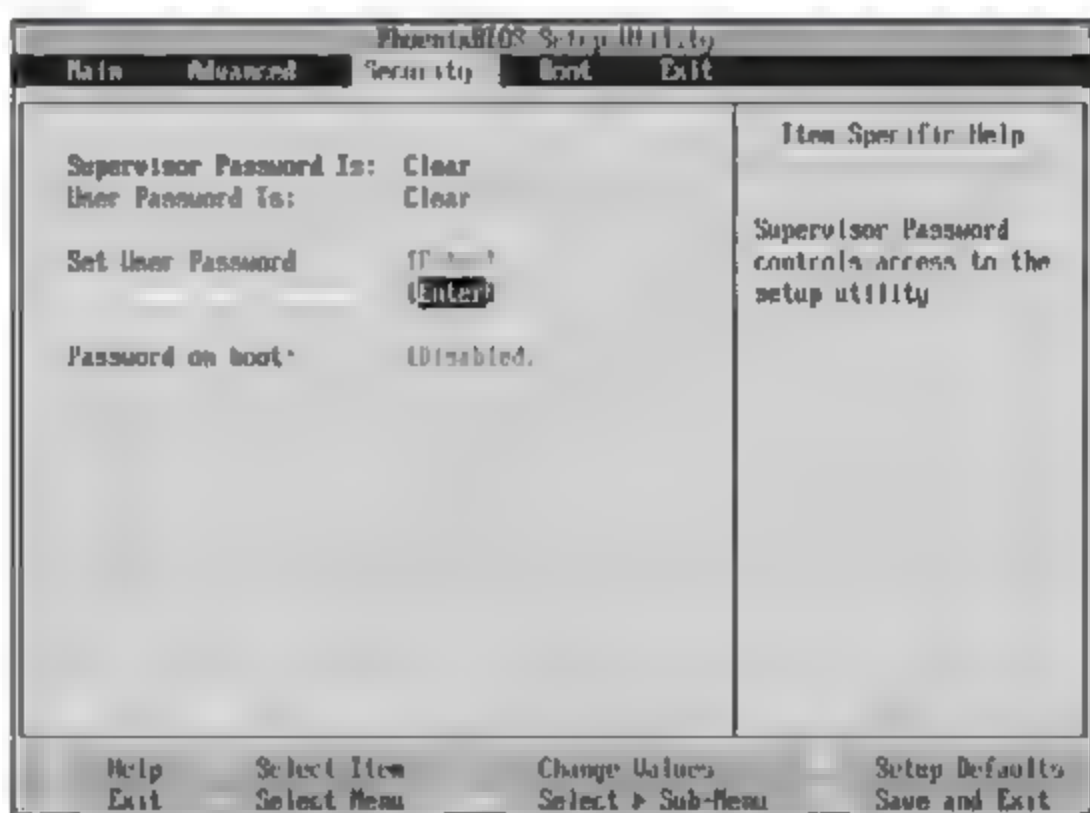 PhoenixBIOS Setup Utility
Main Advanced Security Boot Exit
Item Specific Help
Supervisor Password Is: Clear
User Password Is: Clear
Set User Password [Enter]
[Enter]
Password on boot: [Disabled]
Supervisor Password
controls access to the
setup utility
Help Select Item Change Values Setup Defaults
Exit Select Menu Select ▶ Sub-Menu Save and Exit